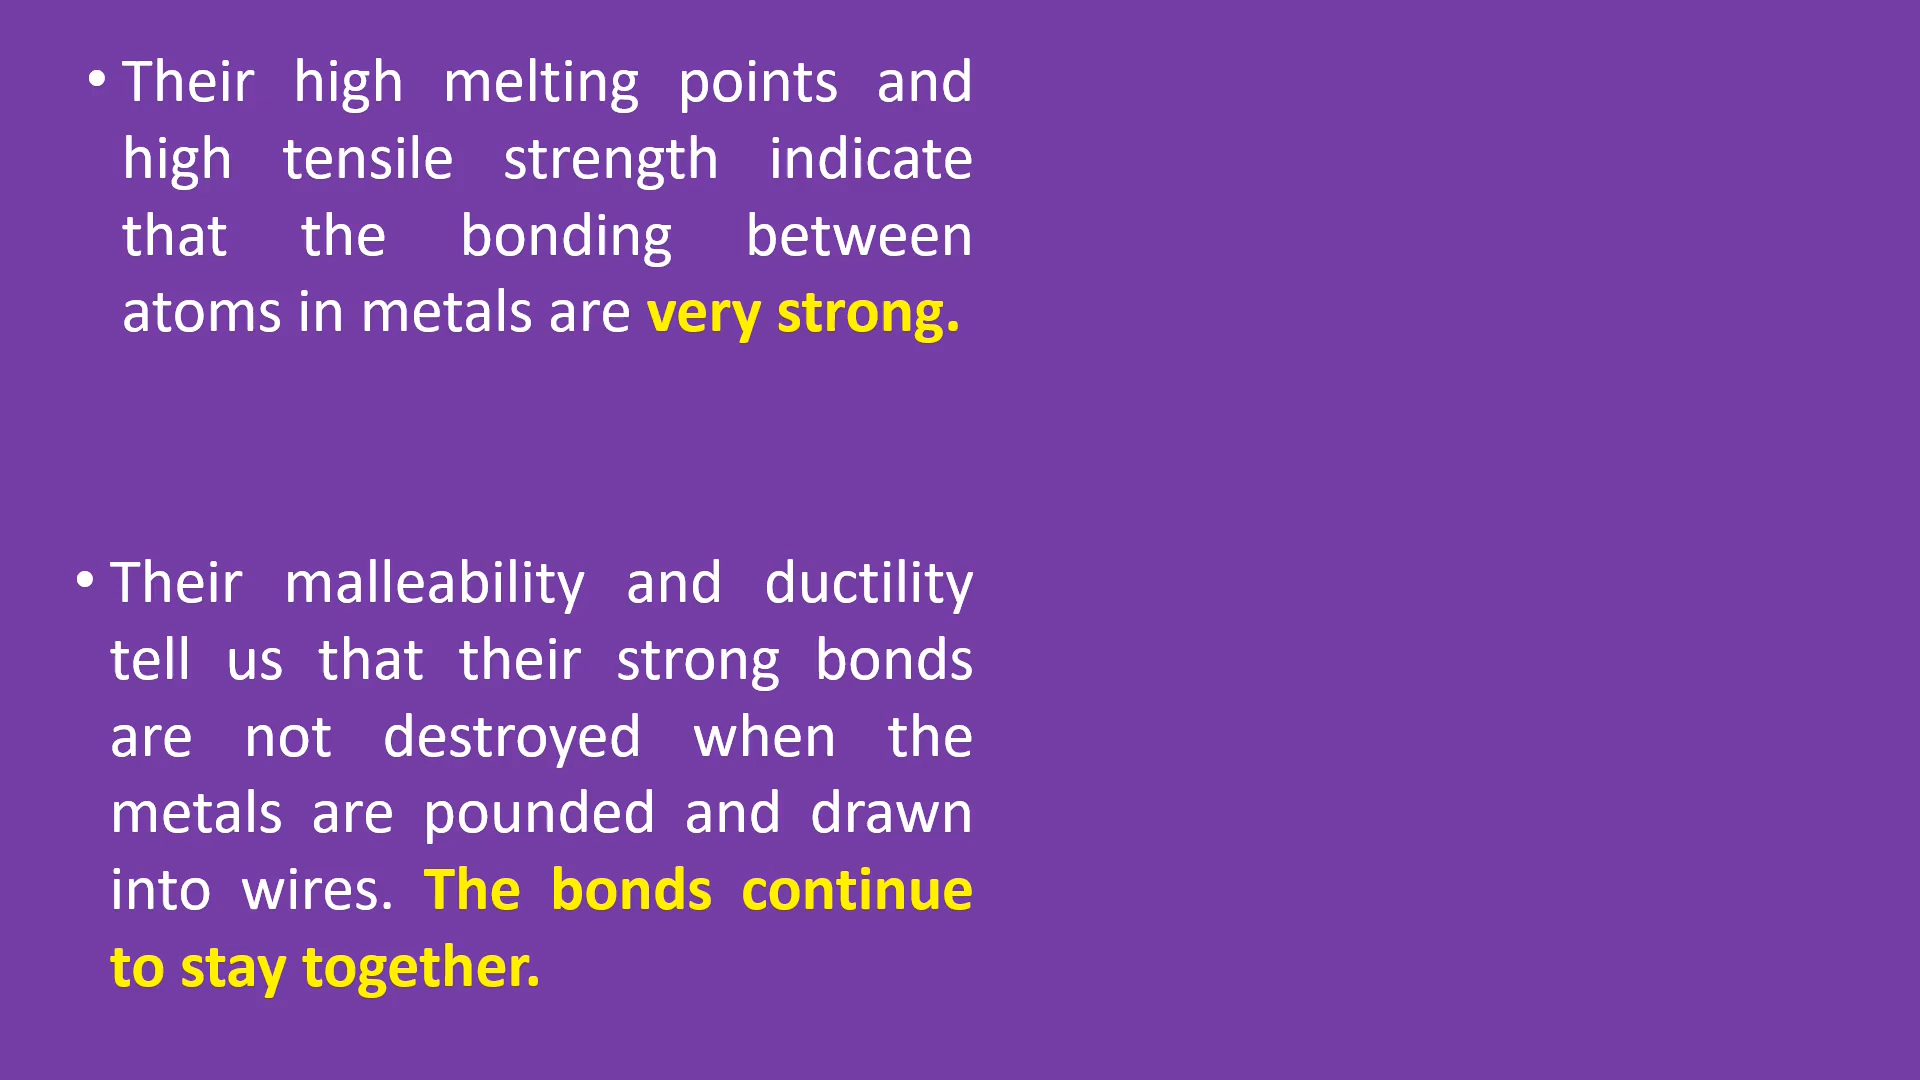 • Their high melting points and
high tensile strength indicate
that the bonding between
atoms in metals are very strong.
• Their malleability and ductility
tell us that their strong bonds
are not destroyed when the
metals are pounded and drawn
into wires. The bonds continue
to stay together.